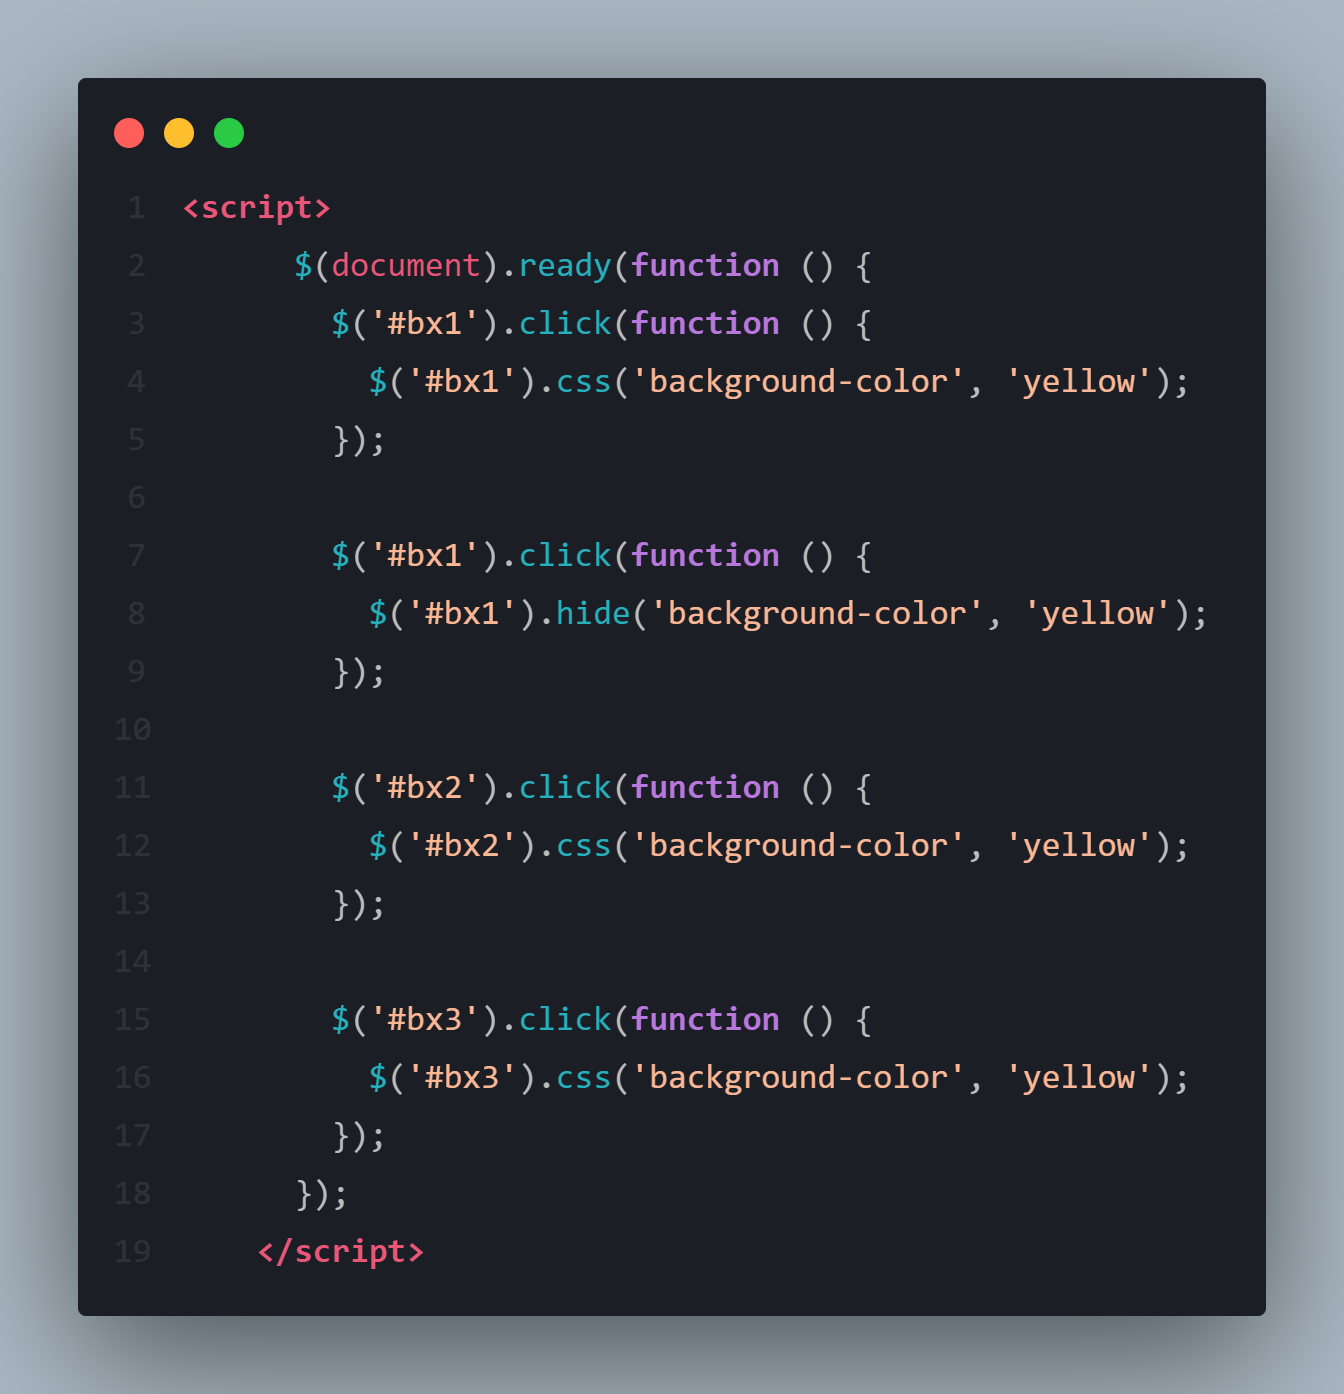 1 <script>
2 $(document).ready(function () {
3 $('#bx1').click(function () {
4 $('#bx1').css('background-color', 'yellow');
5 });
6
7 $('#bx1').click(function () {
8 $('#bx1').hide('background-color', 'yellow');
9 });
10
11 $('#bx2').click(function () {
12 $('#bx2').css('background-color', 'yellow');
13 });
14
15 $('#bx3').click(function () {
16 $('#bx3').css('background-color', 'yellow');
17 });
18 });
19 </script>